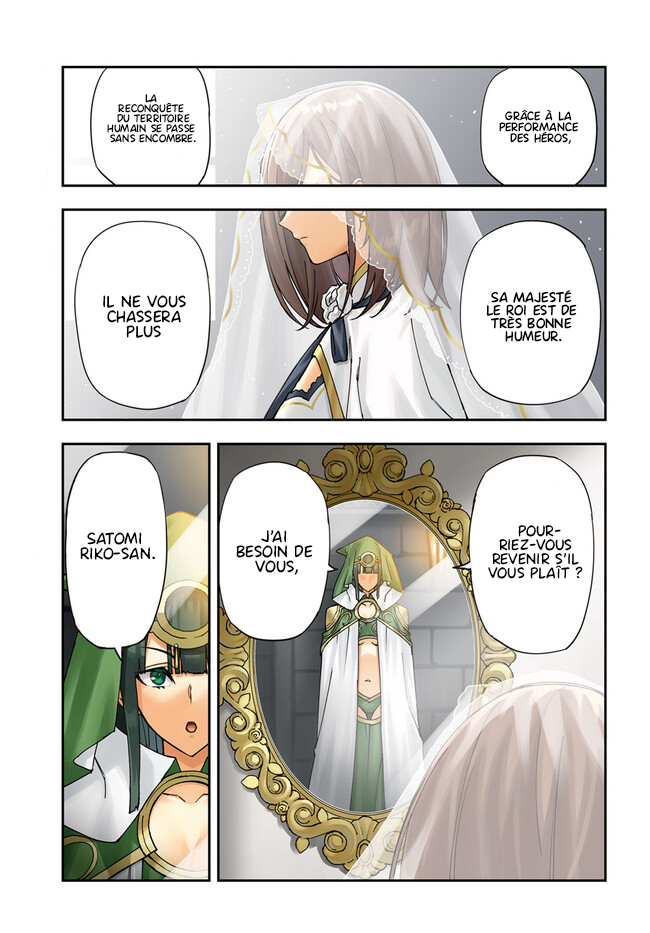 GRÂCE À LA
PERFORMANCE
DES HÉROS,
LA
RECONQUÊTE
DU TERRITOIRE
HUMAIN SE PASSE
SANS ENCOMBRE.
SA MAJESTÉ
LE ROI EST DE
TRÈS BONNE
HUMEUR.
IL NE VOUS
CHASSERA
PLUS
POUR-
RIEZ-VOUS
REVENIR S'IL
VOUS PLAÎT ?
J'AI
BESOIN DE
VOUS,
SATOMI
RIKO-SAN.